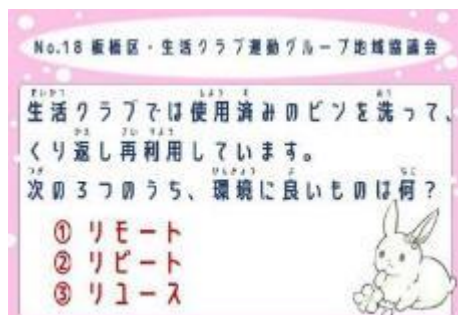 No.18 板橋区・生活クラブ運動グループ地域協議会
生活クラブでは使用済みのビンを洗って、
くり返し再利用しています。
次の3つのうち、環境に良いものは何?
① リモート
② リピート
③ リユース